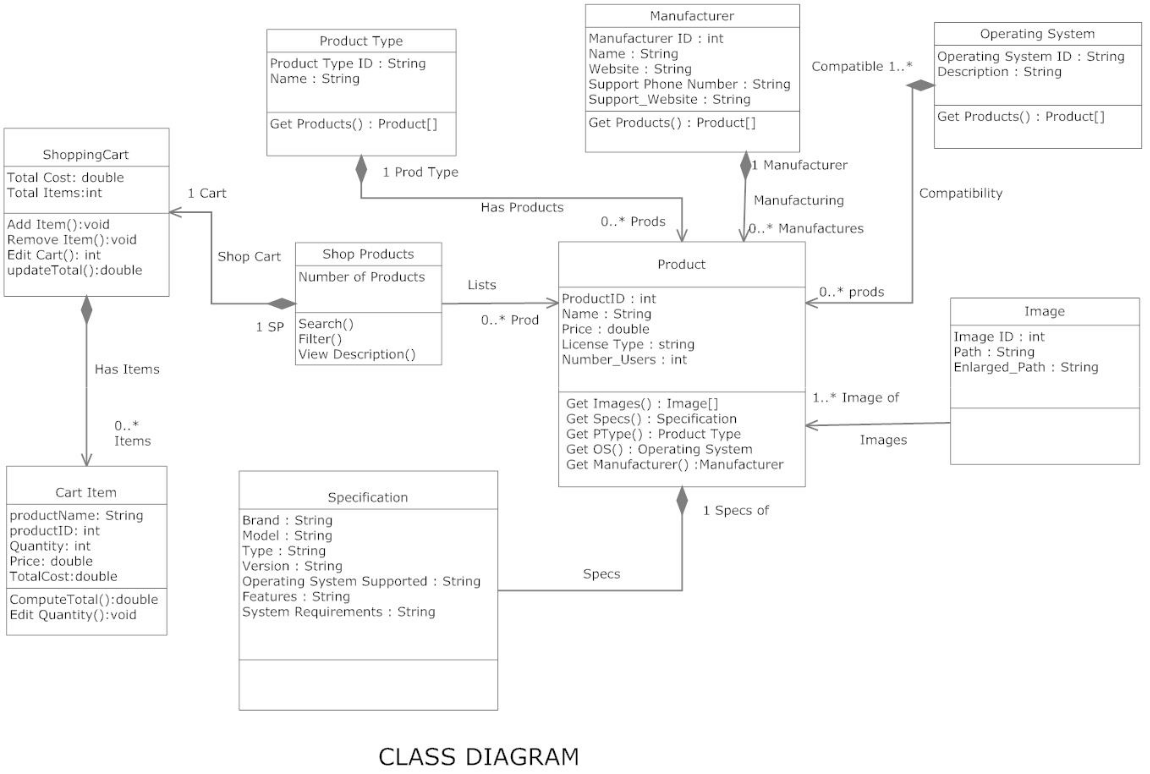 Product Type
Product Type ID : String
Name : String
Get Products() : Product[]
Manufacturer
Manufacturer ID : int
Name : String
Website : String
Support Phone Number : String
Support_Website : String
Get Products() : Product[]
Operating System
Operating System ID : String
Description : String
Get Products() : Product[]
Compatible 1..*
ShoppingCart
Total Cost: double
Total Items:int
Add Item():void
Remove Item():void
Edit Cart(): int
updateTotal():double
1 Cart
1 Prod Type
Has Products
0..* Prods
1 Manufacturer
Manufacturing
0..* Manufactures
Compatibility
0..* prods
Shop Cart
1 SP
Shop Products
Number of Products
Search()
Filter()
View Description()
Lists
0..* Prod
Product
ProductID : int
Name : String
Price : double
License Type : string
Number_Users : int
Get Images() : Image[]
Get Specs() : Specification
Get PType() : Product Type
Get OS() : Operating System
Get Manufacturer() :Manufacturer
Image
Image ID : int
Path : String
Enlarged_Path : String
1..* Image of
Images
Has Items
0..*
Items
Cart Item
productName: String
productID: int
Quantity: int
Price: double
TotalCost:double
ComputeTotal():double
Edit Quantity():void
Specification
Brand : String
Model : String
Type : String
Version : String
Operating System Supported : String
Features : String
System Requirements : String
1 Specs of
Specs
CLASS DIAGRAM